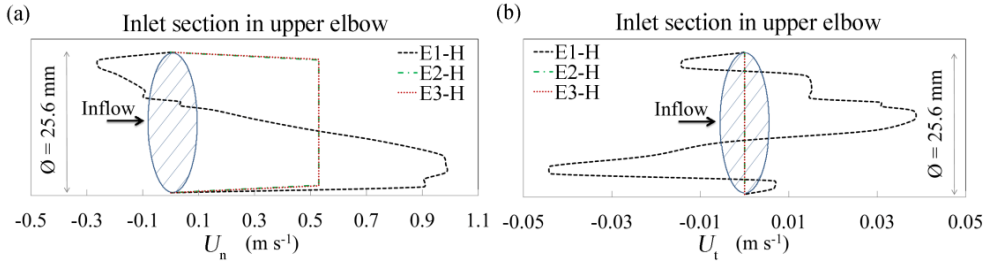 (a)
Inlet section in upper elbow
E1-H
E2-H
E3-H
Inflow
Ø = 25.6 mm
-0.5 -0.3 -0.1 0.1 0.3 0.5 0.7 0.9 1.1
Un (m s-1)
(b)
Inlet section in upper elbow
E1-H
E2-H
E3-H
Inflow
Ø = 25.6 mm
-0.05 -0.03 -0.01 0.01 0.03 0.05
Ut (m s-1)